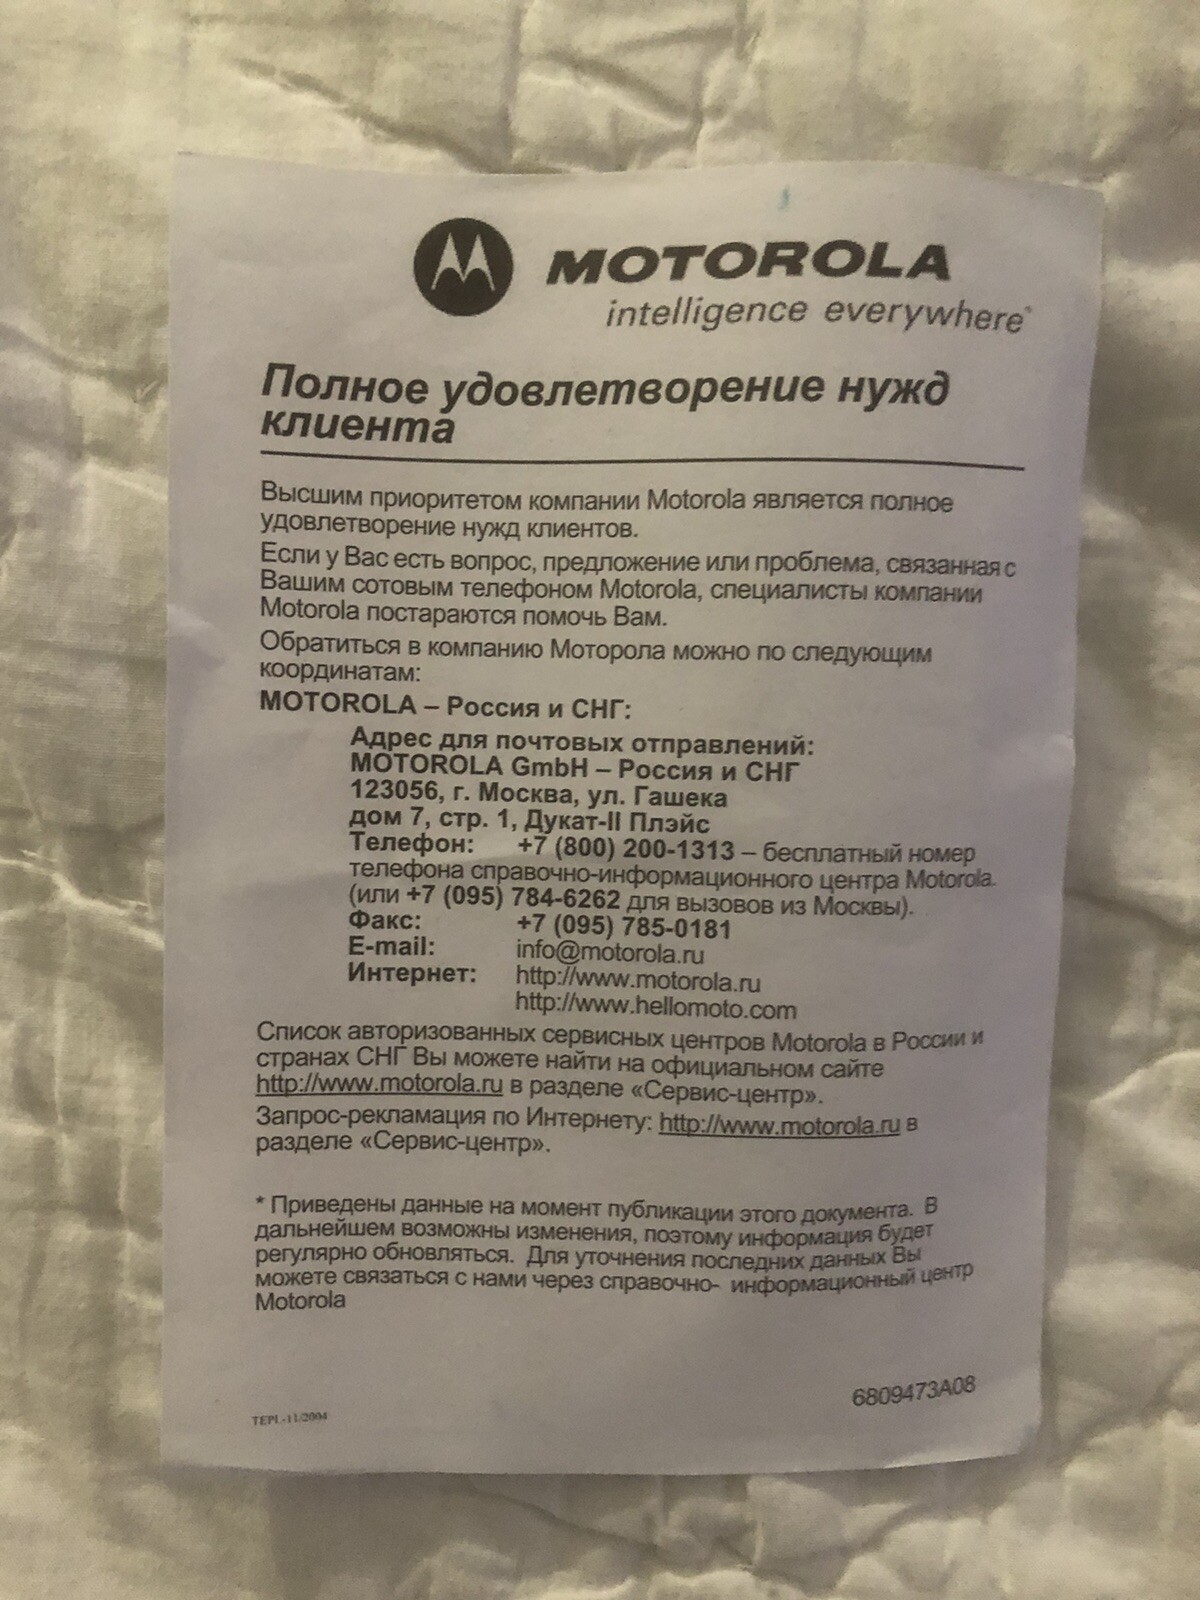 MOTOROLA
intelligence everywhere
Полное удовлетворение нужд
клиента
Высшим приоритетом компании Motorola является полное
удовлетворение нужд клиентов.
Если у Вас есть вопрос, предложение или проблема, связанная с
Вашим сотовым телефоном Motorola, специалисты компании
Motorola постараются помочь Вам.
Обратиться в компанию Моторола можно по следующим
координатам:
MOTOROLA – Россия и СНГ:
Адрес для почтовых отправлений:
MOTOROLA GmbH – Россия и СНГ
123056, г. Москва, ул. Гашека
дом 7, стр. 1, Дукат-II Плэйс
Телефон: +7 (800) 200-1313 – бесплатный номер
телефона справочно-информационного центра Motorola.
(или +7 (095) 784-6262 для вызовов из Москвы).
Факс: +7 (095) 785-0181
E-mail: info@motorola.ru
Интернет: http://www.motorola.ru
http://www.hellomoto.com
Список авторизованных сервисных центров Motorola в России и
странах СНГ Вы можете найти на официальном сайте
http://www.motorola.ru в разделе «Сервис-центр».
Запрос-рекламация по Интернету: http://www.motorola.ru в
разделе «Сервис-центр».
* Приведены данные на момент публикации этого документа. В
дальнейшем возможны изменения, поэтому информация будет
регулярно обновляться. Для уточнения последних данных Вы
можете связаться с нами через справочно- информационный центр
Motorola
6809473A08
TEPL-11/2004